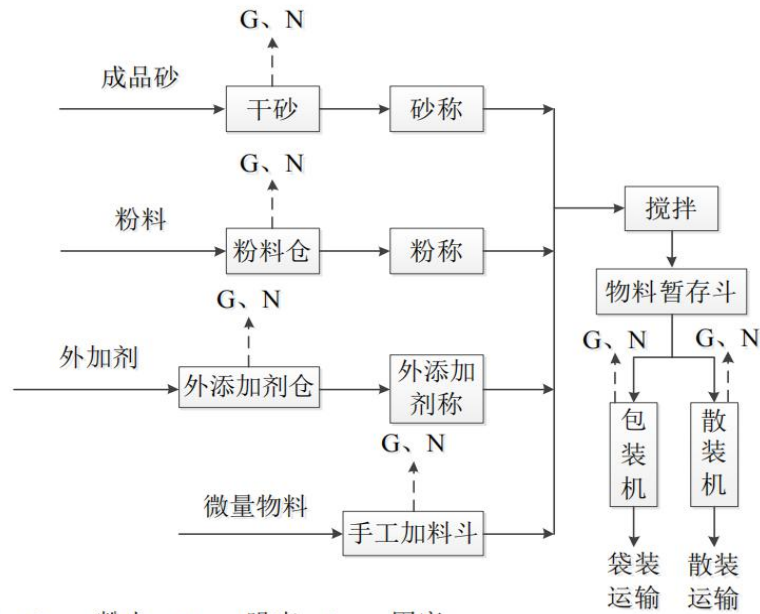 G、N
成品砂
干砂
砂称
G、N
粉料
粉料仓
粉称
搅拌
物料暂存斗
G、N
外加剂
外添加剂仓
外添加
剂称
G、N
G、N
包装机
散装机
G、N
微量物料
手工加料斗
袋装
运输
散装
运输